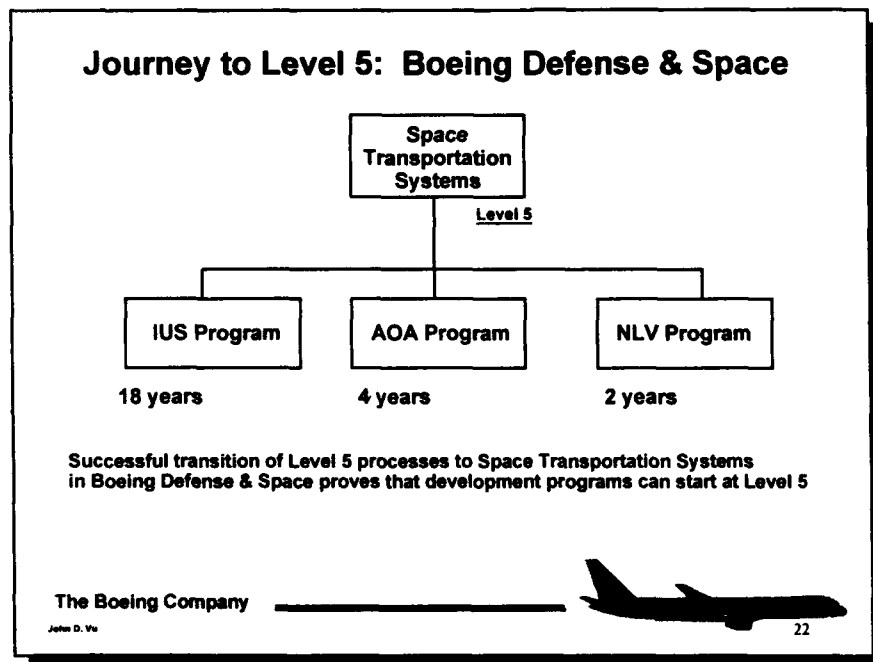 Journey to Level 5: Boeing Defense & Space
Space
Transportation
Systems
Level 5
IUS Program
AOA Program
NLV Program
18 years
4 years
2 years
Successful transition of Level 5 processes to Space Transportation Systems
in Boeing Defense & Space proves that development programs can start at Level 5
The Boeing Company
John D. Vu
22